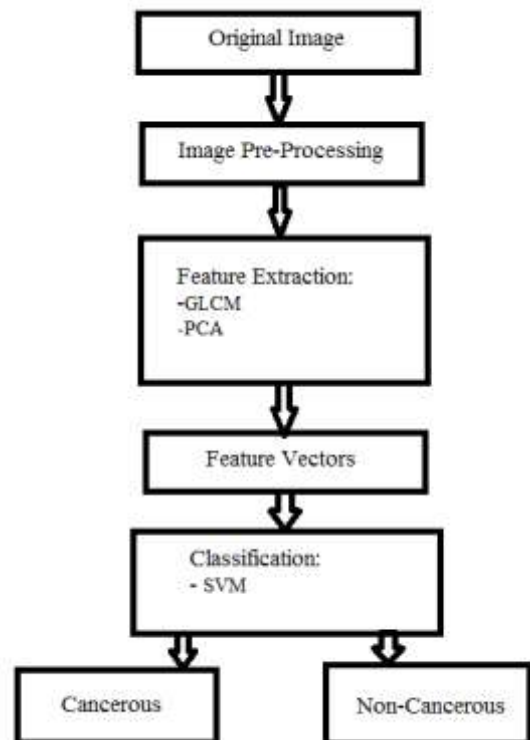 Original Image
Image Pre-Processing
Feature Extraction:
-GLCM
-PCA
Feature Vectors
Classification:
- SVM
Cancerous
Non-Cancerous